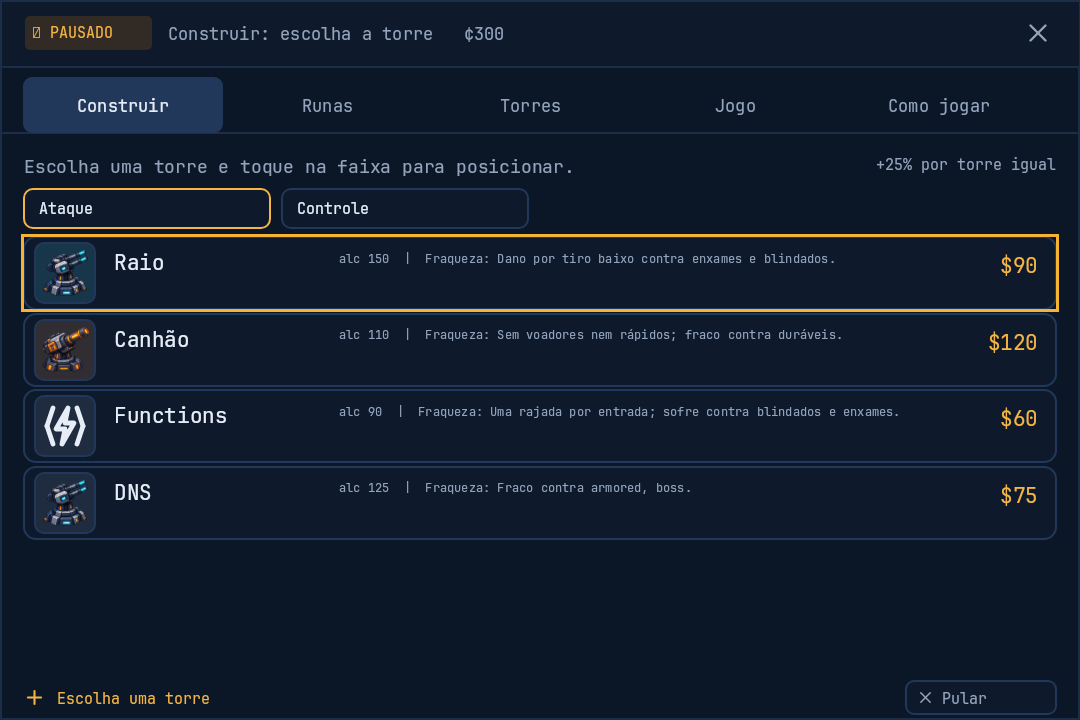 PAUSADO Construir: escolha a torre $300
Construir Runas Torres Jogo Como jogar
Escolha uma torre e toque na faixa para posicionar. +25% por torre igual
Ataque Controle
Raio alc 150 | Fraqueza: Dano por tiro baixo contra enxames e blindados. $90
Canhão alc 110 | Fraqueza: Sem voadores nem rápidos; fraco contra duráveis. $120
Functions alc 90 | Fraqueza: Uma rajada por entrada; sofre contra blindados e enxames. $60
DNS alc 125 | Fraqueza: Fraco contra armored, boss. $75
+ Escolha uma torre Pular